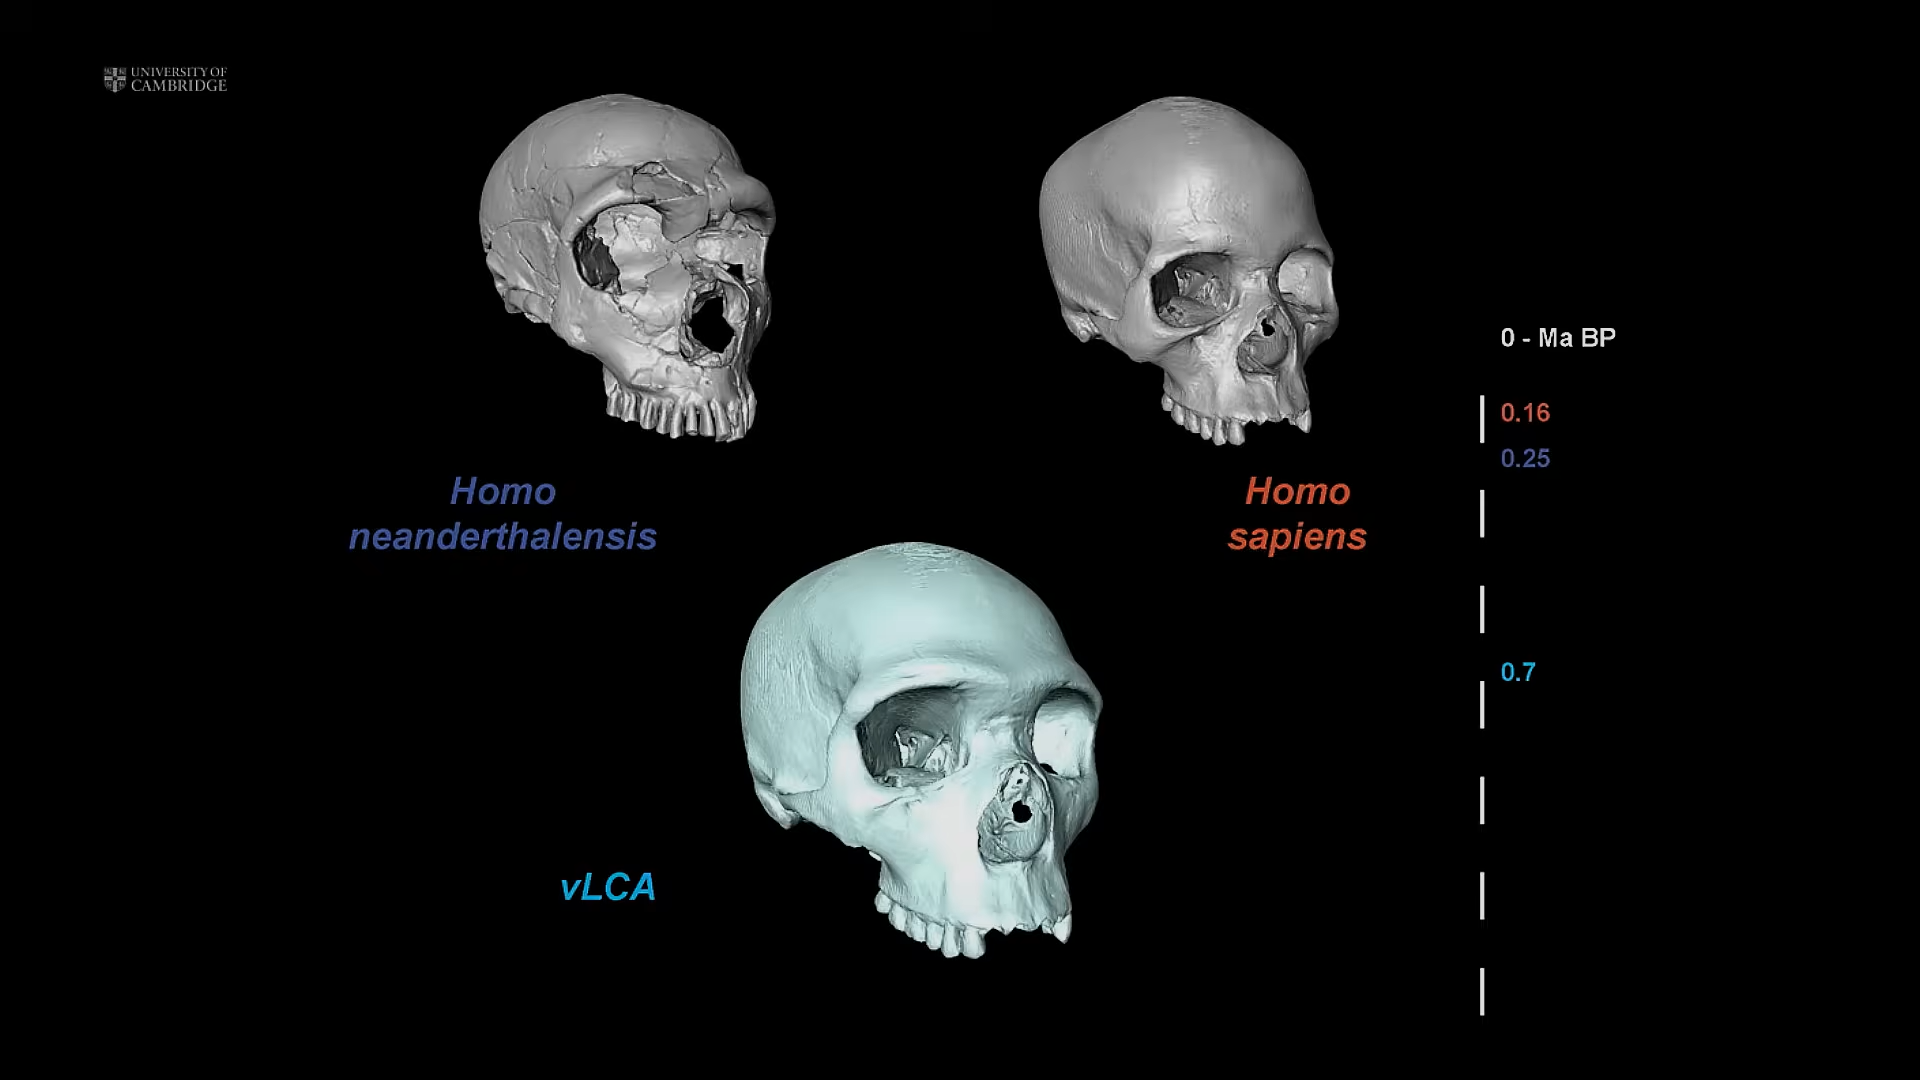 UNIVERSITY OF
CAMBRIDGE
0 - Ma BP
0.16
0.25
Homo
neanderthalensis
Homo
sapiens
0.7
vLCA